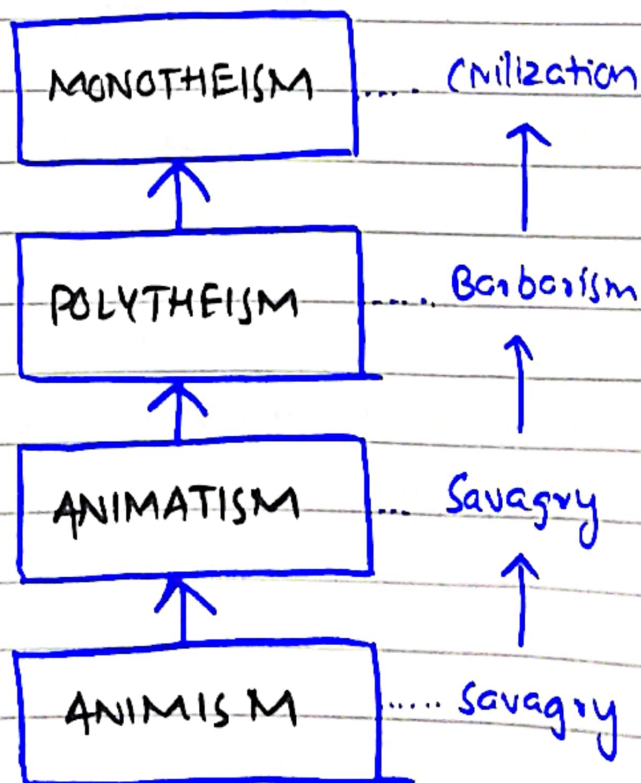 MONOTHEISM ..... Civilization
POLYTHEISM ..... Barbarism
ANIMATISM ... Savagry
ANIMISM ..... Savagry